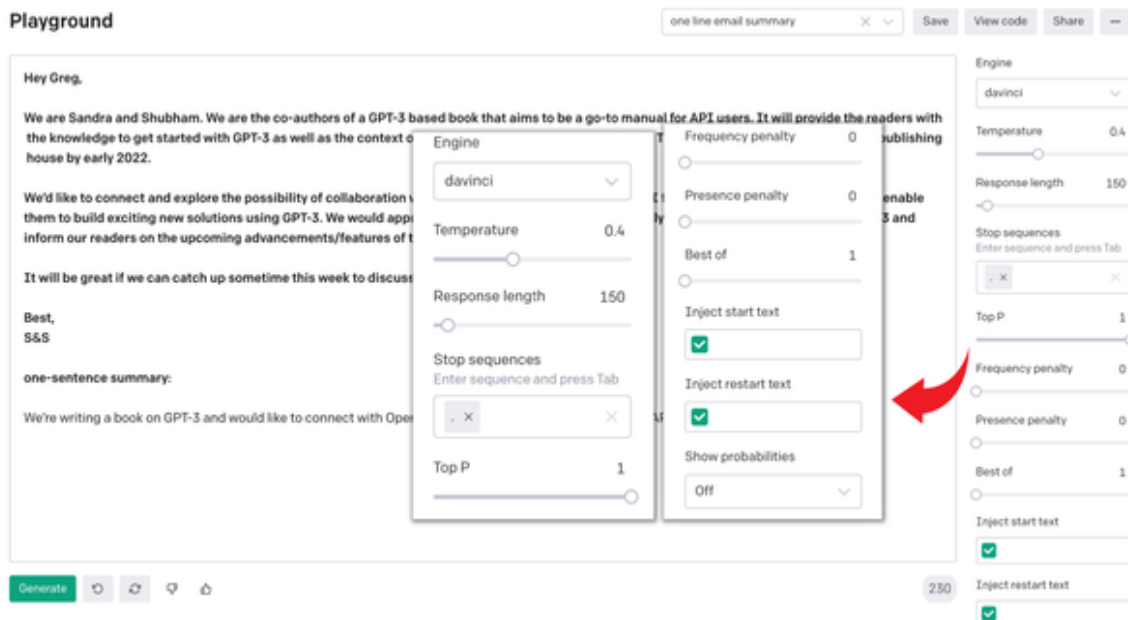 Playground
one line email summary
Save
View code
Share
Hey Greg,
We are Sandra and Shubham. We are the co-authors of a GPT-3 based book that aims to be a go-to manual for API users. It will provide the readers with
the knowledge to get started with GPT-3 as well as the context o
ublishing
house by early 2022.
We'd like to connect and explore the possibility of collaboration
enable
them to build exciting new solutions using GPT-3. We would app
3 and
inform our readers on the upcoming advancements/features of t
It will be great if we can catch up sometime this week to discuss
Best,
S&S
one-sentence summary:
We're writing a book on GPT-3 and would like to connect with Ope
Engine
davinci
Temperature 0.4
Response length 150
Stop sequences
Enter sequence and press Tab
. ×
Top P 1
Frequency penalty 0
Presence penalty 0
Best of 1
Inject start text
Inject restart text
Show probabilities
Off
Engine
davinci
Temperature 0.4
Response length 150
Stop sequences
Enter sequence and press Tab
. ×
Top P 1
Frequency penalty 0
Presence penalty 0
Best of 1
Inject start text
Inject restart text
Generate
230